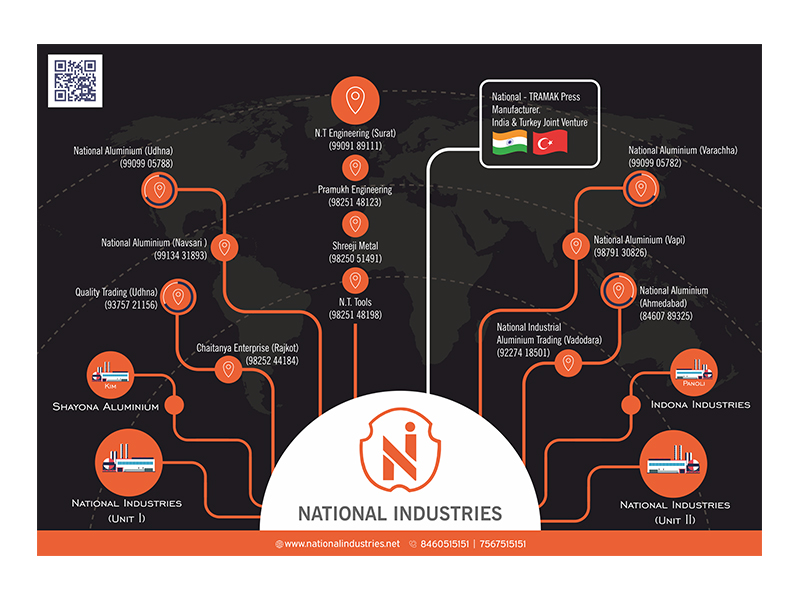 National - TRAMAK Press
Manufacturer.
India & Turkey Joint Venture
N.T Engineering (Surat)
(99091 89111)
National Aluminium (Udhna)
(99099 05788)
National Aluminium (Varachha)
(99099 05782)
Pramukh Engineering
(98251 48123)
National Aluminium (Navsari )
(99134 31893)
Shreeji Metal
(98250 51491)
National Aluminium (Vapi)
(98791 30826)
Quality Trading (Udhna)
(93757 21156)
N.T. Tools
(98251 48198)
National Aluminium
(Ahmedabad)
(84607 89325)
Chaitanya Enterprise (Rajkot)
(98252 44184)
National Industrial
Aluminium Trading (Vadodara)
(92274 18501)
Kim
Shayona Aluminium
Panoli
Indona Industries
National Industries
(Unit I)
National Industries
(Unit II)
Ni
NATIONAL INDUSTRIES
www.nationalindustries.net 8460515151 | 7567515151